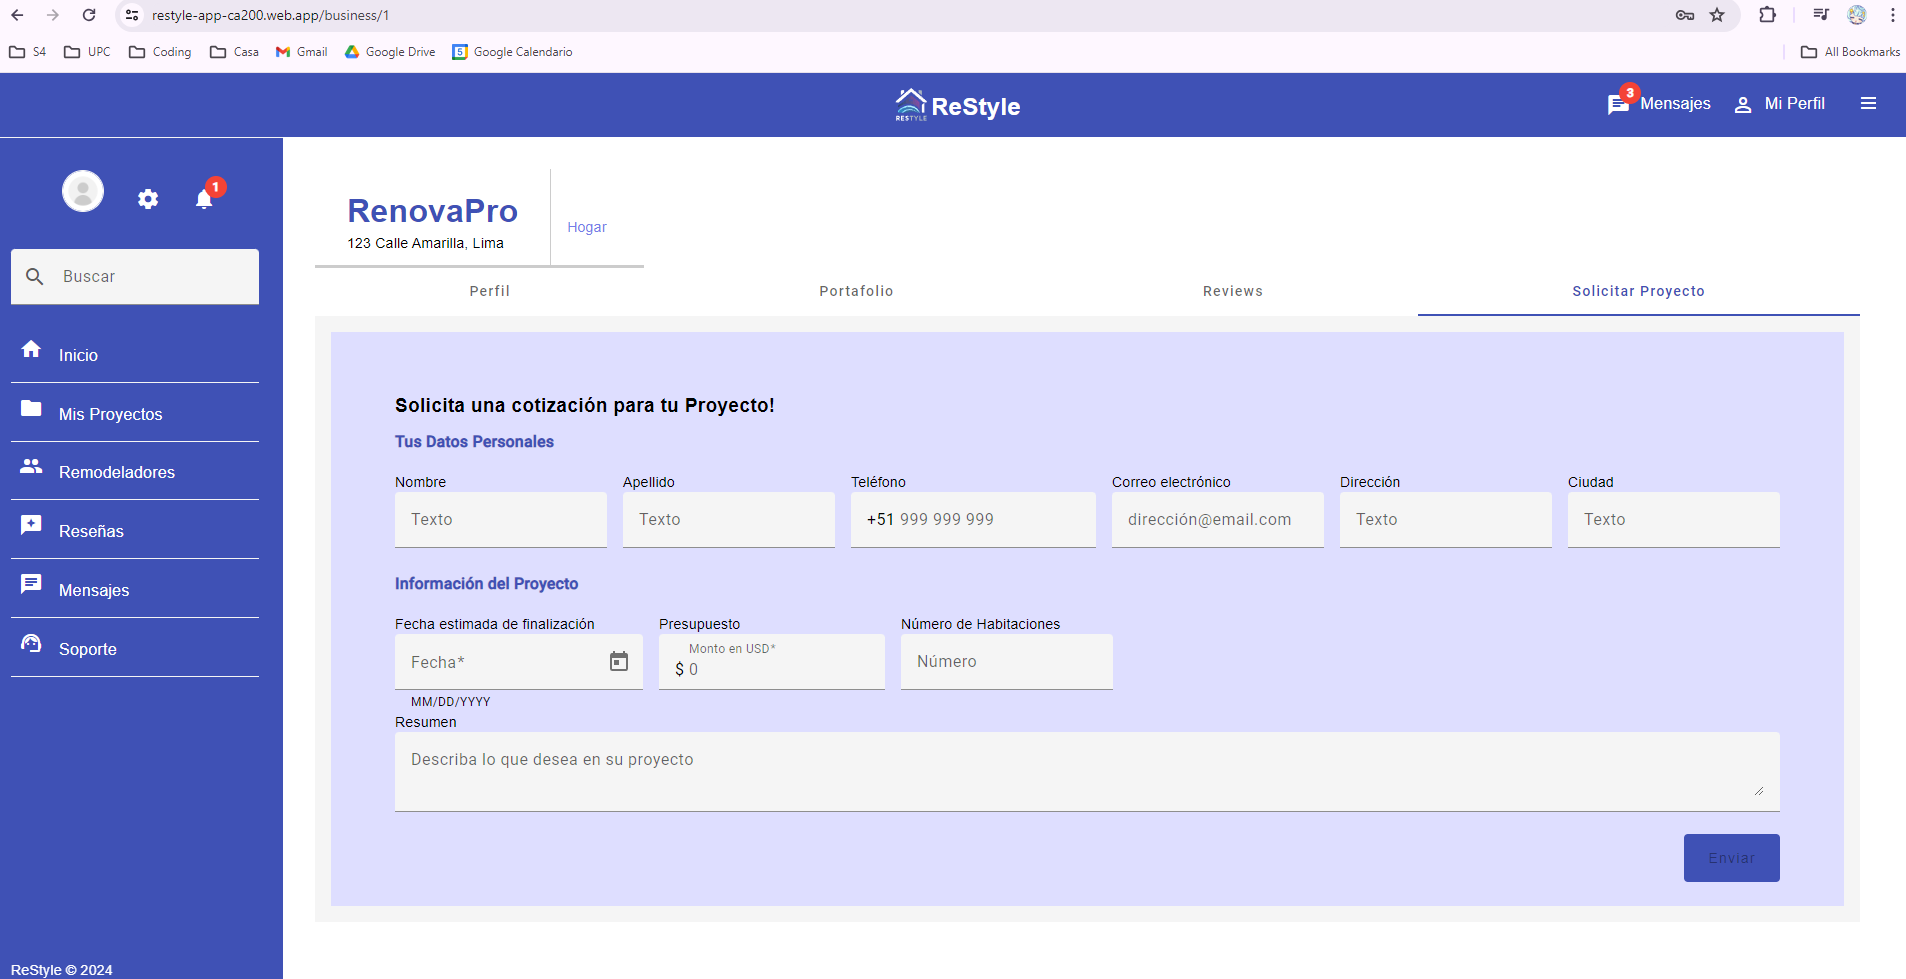 restyle-app-ca200.web.app/business/1
S4 UPC Coding Casa Gmail Google Drive 5 Google Calendario All Bookmarks
RESTYLE ReStyle 3 Mensajes Mi Perfil
1
Buscar
Inicio
Mis Proyectos
Remodeladores
Reseñas
Mensajes
Soporte
ReStyle © 2024
RenovaPro
123 Calle Amarilla, Lima
Hogar
Perfil Portafolio Reviews Solicitar Proyecto
Solicita una cotización para tu Proyecto!
Tus Datos Personales
Nombre Apellido Teléfono Correo electrónico Dirección Ciudad
Texto Texto +51 999 999 999 dirección@email.com Texto Texto
Información del Proyecto
Fecha estimada de finalización Presupuesto Número de Habitaciones
Fecha* Monto en USD* Número
$ 0
MM/DD/YYYY
Resumen
Describa lo que desea en su proyecto
Enviar